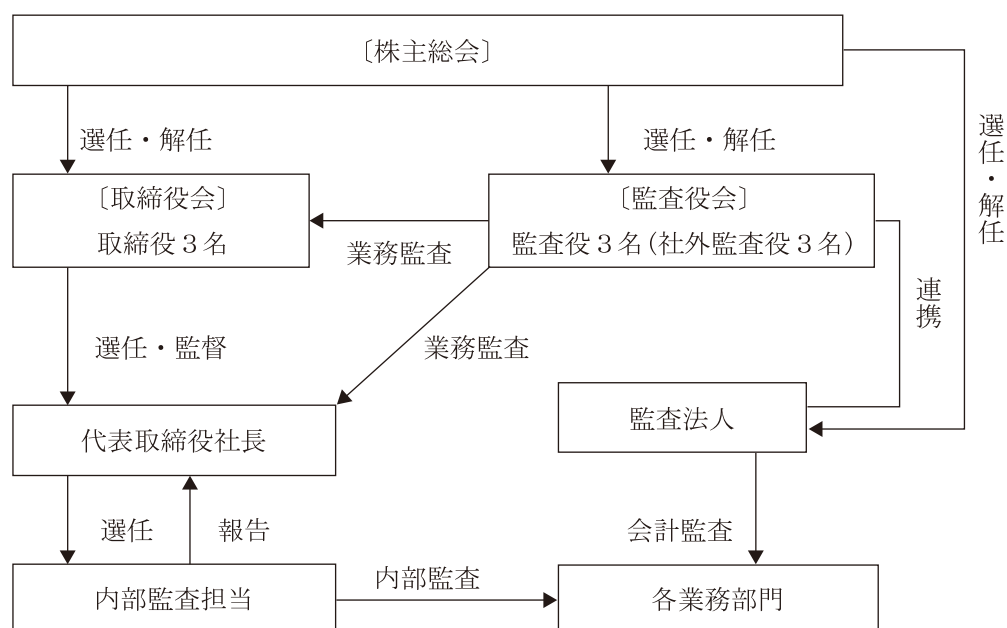 〔株主総会〕
選任・解任
選任・解任
選任・解任
〔取締役会〕
取締役３名
〔監査役会〕
監査役３名（社外監査役３名）
業務監査
連携
選任・監督
業務監査
監査法人
代表取締役社長
選任
報告
会計監査
内部監査担当
内部監査
各業務部門